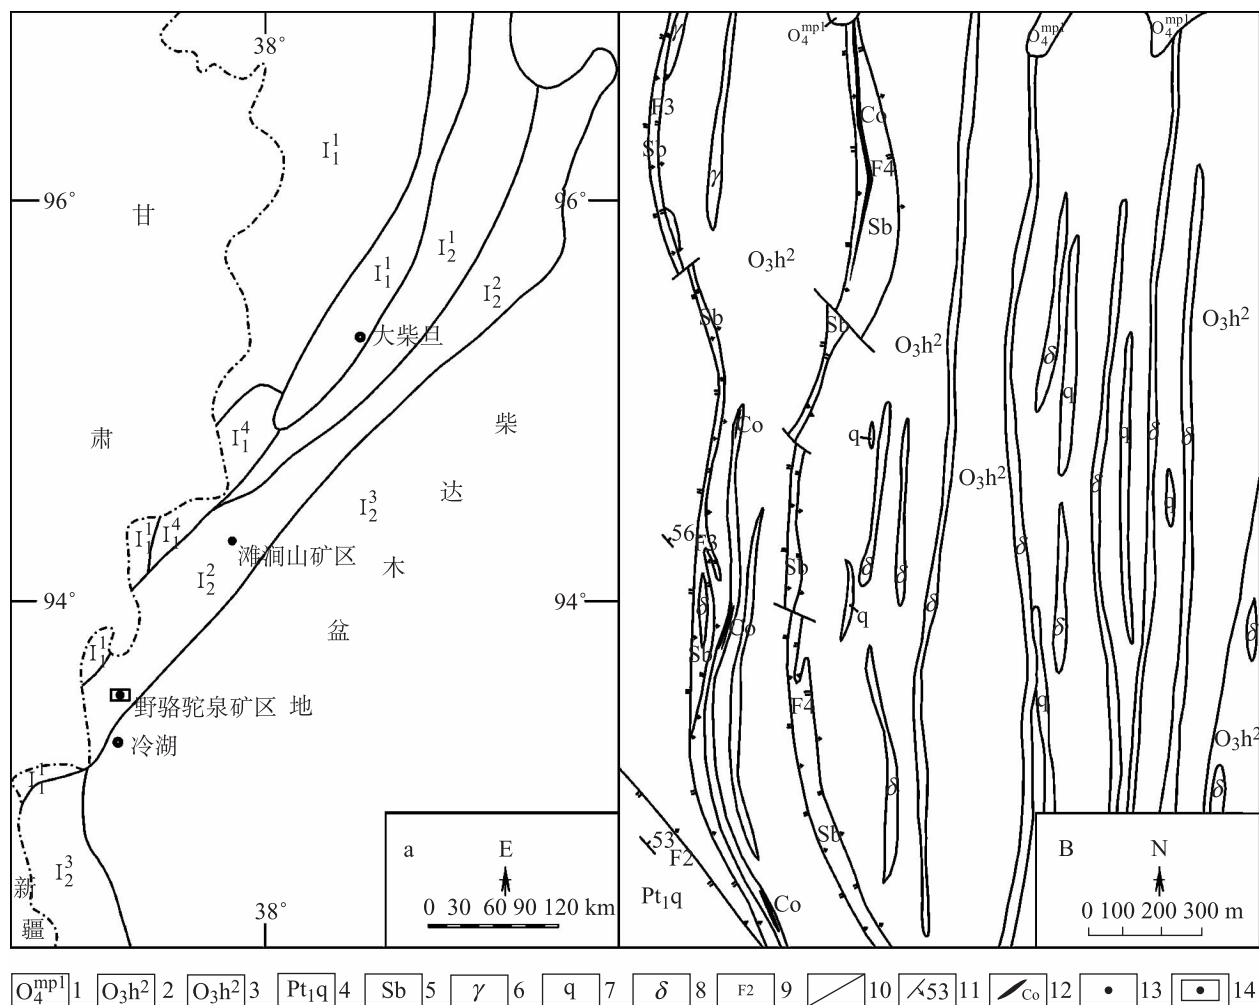 38°
I₁¹
96°
96°
甘
I₂¹
I₁¹
I₂²
大柴旦
柴
肃
I₁⁴
达
I₂³
I₁¹
I₁⁴
滩涧山矿区
木
I₂²
94°
94°
盆
I₁¹
野骆驼泉矿区 地
冷湖
I₁¹
I₂³
新
疆
38°
a
E
0 30 60 90 120 km
O₄ᵐᵖ¹
O₄ᵐᵖ¹
O₄ᵐᵖ¹
γ
F3
Co
Sb
F4
γ
Sb
O₃h²
Sb
Sb
O₃h²
O₃h²
δ
q
Co
q
q
δ
δ
O₃h²
δ
q
56
F3
δ
Sb
δ
δ
δ
q
δ
Co
δ
δ
Sb
F4
q
O₃h²
δ
δ
53
F2
Sb
Pt₁q
Co
B
N
0 100 200 300 m
O₄ᵐᵖ¹ 1
O₃h² 2
O₃h² 3
Pt₁q 4
Sb 5
γ 6
q 7
δ 8
F2 9
10
53 11
Co 12
13
14